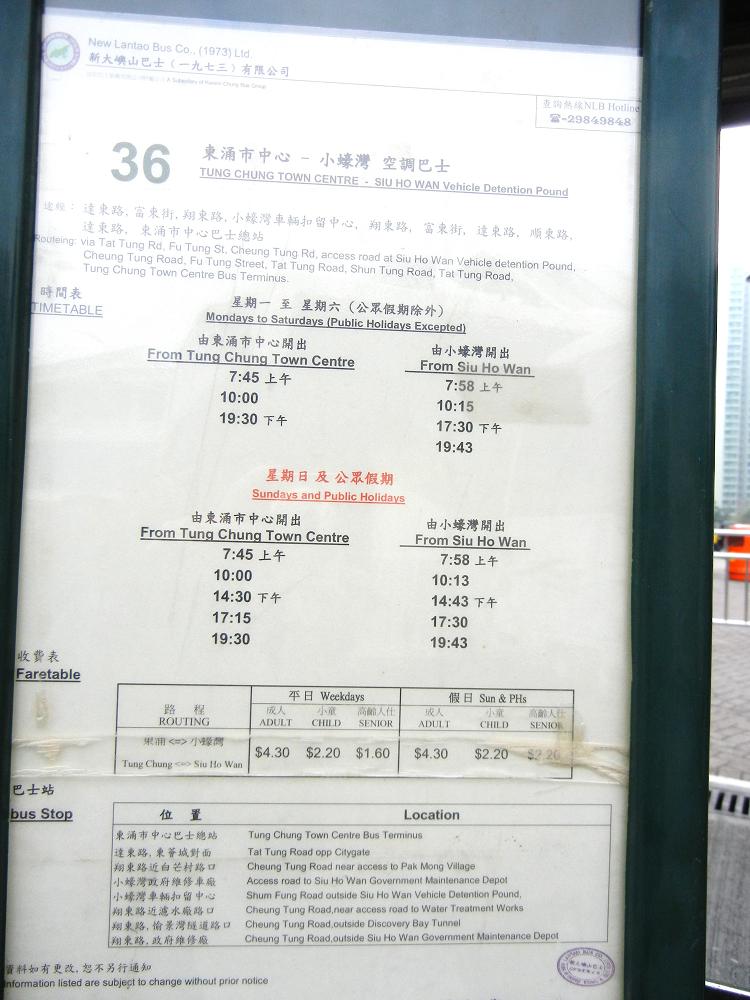 New Lantao Bus Co., (1973) Ltd.
新大嶼山巴士（一九七三）有限公司
查詢熱線NLB Hotline
☎-29849848
36
東涌市中心 - 小蠔灣 空調巴士
TUNG CHUNG TOWN CENTRE - SIU HO WAN Vehicle Detention Pound
途經： 達東路, 富東街, 翔東路, 小蠔灣車輛扣留中心, 翔東路, 富東街, 達東路, 順東路,
達東路, 東涌市中心巴士總站
Routeing: via Tat Tung Rd, Fu Tung St, Cheung Tung Rd, access road at Siu Ho Wan Vehicle detention Pound,
Cheung Tung Road, Fu Tung Street, Tat Tung Road, Shun Tung Road, Tat Tung Road,
Tung Chung Town Centre Bus Terminus.
時間表
TIMETABLE
星期一 至 星期六 (公眾假期除外)
Mondays to Saturdays (Public Holidays Excepted)
由東涌市中心開出 由小蠔灣開出
From Tung Chung Town Centre From Siu Ho Wan
7:45 上午 7:58 上午
10:00 10:15
19:30 下午 17:30 下午
19:43
星期日及公眾假期
Sundays and Public Holidays
由東涌市中心開出 由小蠔灣開出
From Tung Chung Town Centre From Siu Ho Wan
7:45 上午 7:58 上午
10:00 10:13
14:30 下午 14:43 下午
17:15 17:30
19:30 19:43
收費表
Faretable
路 程 平日 Weekdays 假日 Sun & PHs
ROUTING 成人 小童 高齡人仕 成人 小童 高齡人仕
ADULT CHILD SENIOR ADULT CHILD SENIOR
東涌 <=> 小蠔灣
Tung Chung <=> Siu Ho Wan $4.30 $2.20 $1.60 $4.30 $2.20 $2.20
巴士站
bus Stop
位 置 Location
東涌市中心巴士總站 Tung Chung Town Centre Bus Terminus
達東路, 東薈城對面 Tat Tung Road opp Citygate
翔東路近白芒村路口 Cheung Tung Road near access to Pak Mong Village
小蠔灣政府維修車廠 Access road to Siu Ho Wan Government Maintenance Depot
小蠔灣車輛扣留中心 Shum Fung Road outside Siu Ho Wan Vehicle Detention Pound,
翔東路近濾水廠路口 Cheung Tung Road,near access to Water Treatment Works
翔東路, 愉景灣隧道路口 Cheung Tung Road,outside Discovery Bay Tunnel
翔東路, 政府維修廠 Cheung Tung Road,outside Siu Ho Wan Government Maintenance Depot
資料如有更改, 恕不另行通知
Information listed are subject to change without prior notice